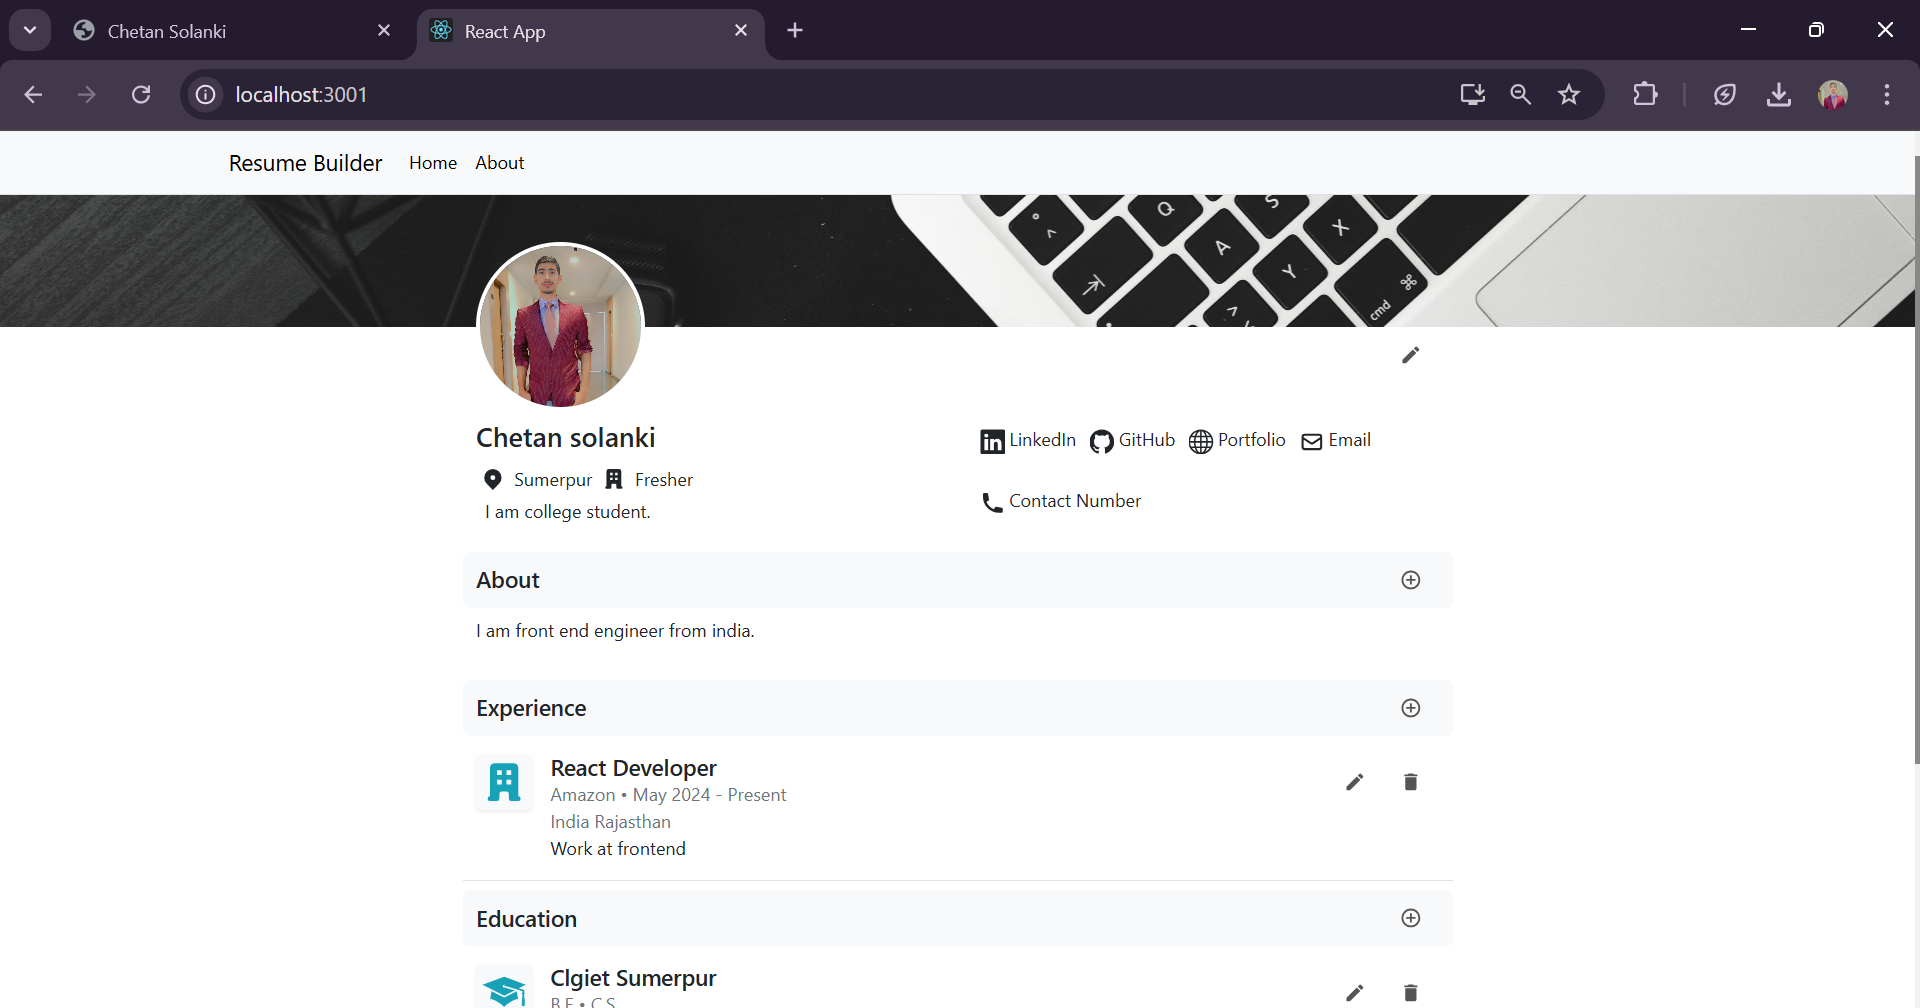 Chetan Solanki
React App
localhost:3001
Resume Builder Home About
Q S X A Y cmd
Chetan solanki
LinkedIn GitHub Portfolio Email
Sumerpur Fresher
Contact Number
I am college student.
About
I am front end engineer from india.
Experience
React Developer
Amazon • May 2024 - Present
India Rajasthan
Work at frontend
Education
Clgiet Sumerpur
B.E • C.S